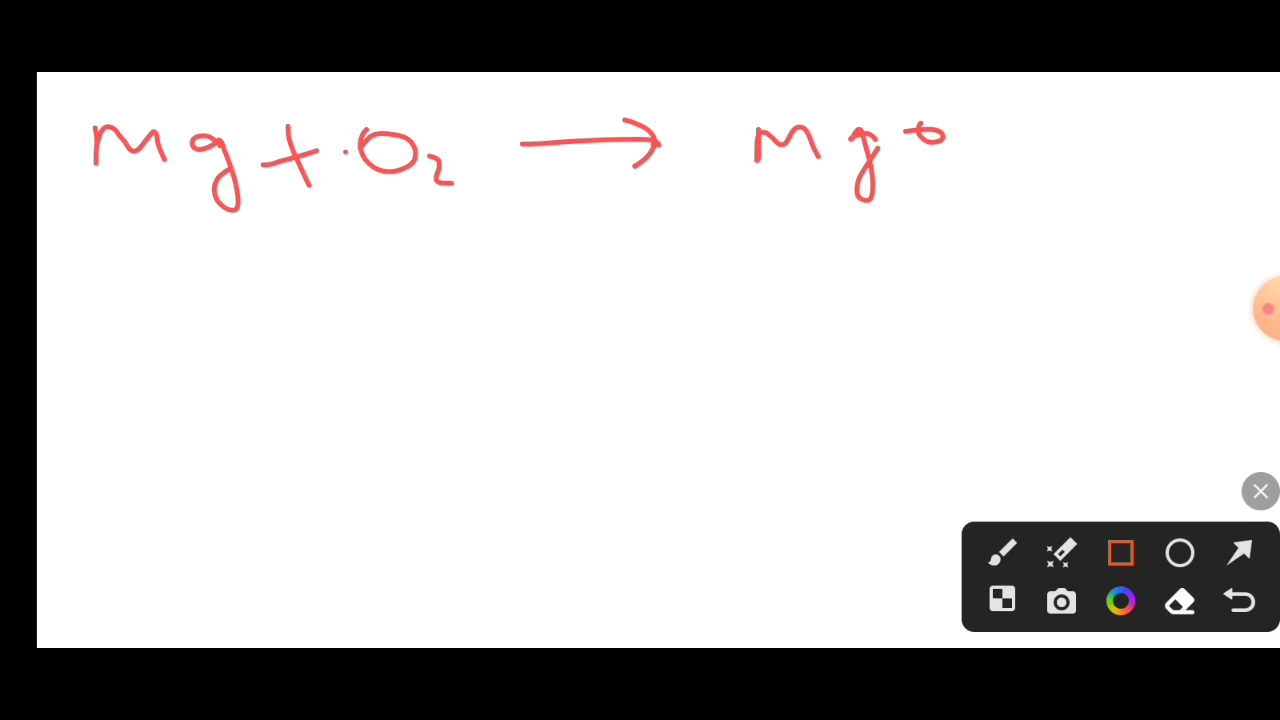 Mg + O₂ → MgO